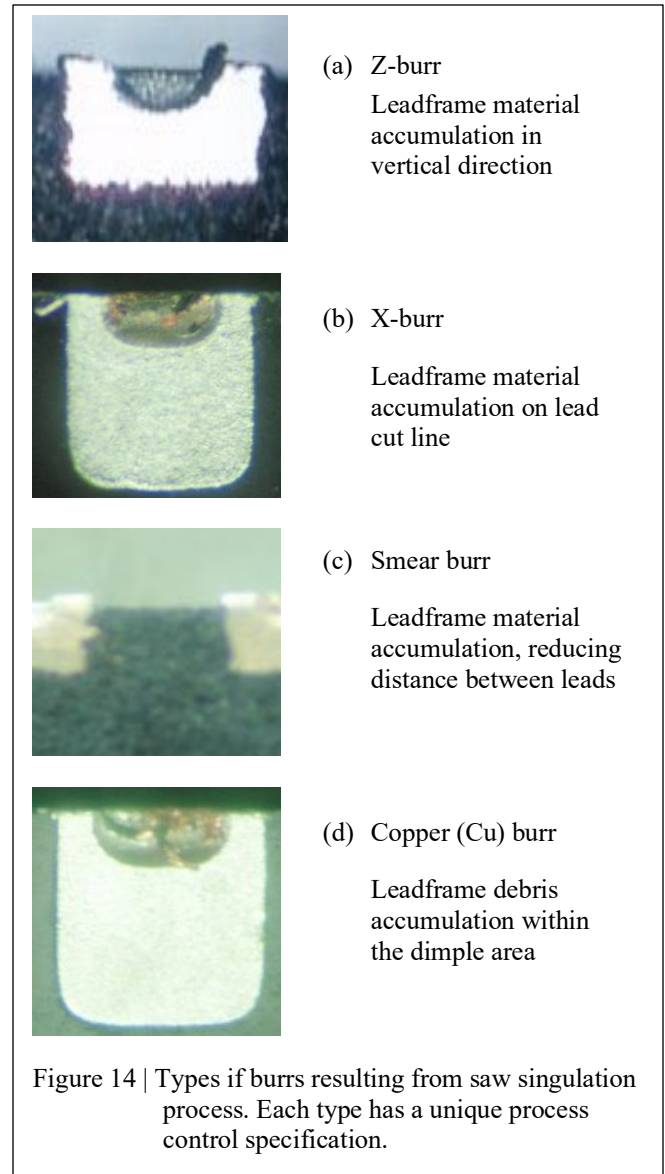 (a) Z-burr
Leadframe material
accumulation in
vertical direction
(b) X-burr
Leadframe material
accumulation on lead
cut line
(c) Smear burr
Leadframe material
accumulation, reducing
distance between leads
(d) Copper (Cu) burr
Leadframe debris
accumulation within
the dimple area
Figure 14 | Types if burrs resulting from saw singulation
process. Each type has a unique process
control specification.